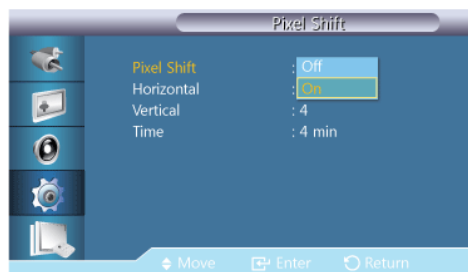 Pixel Shift
Pixel Shift : Off
Horizontal : On
Vertical : 4
Time : 4 min
Move Enter Return